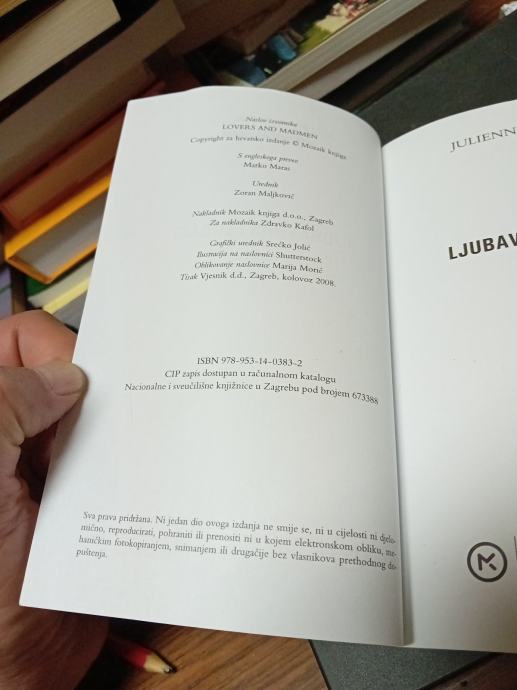 Naslov izvornika
LOVERS AND MADMEN
Copyright za hrvatsko izdanje © Mozaik knjiga
S engleskoga preveo
Marko Maras
Urednik
Zoran Maljković
Nakladnik Mozaik knjiga d.o.o., Zagreb
Za nakladnika Zdravko Kafol
Grafički urednik Srećko Jolić
Ilustracija na naslovnici Shutterstock
Oblikovanje naslovnice Marija Morić
Tisak Vjesnik d.d., Zagreb, kolovoz 2008.
ISBN 978-953-14-0383-2
CIP zapis dostupan u računalnom katalogu
Nacionalne i sveučilišne knjižnice u Zagrebu pod brojem 673388
Sva prava pridržana. Ni jedan dio ovoga izdanja ne smije se, ni u cijelosti ni djelo-
mično, reproducirati, pohraniti ili prenositi ni u kojem elektronskom obliku, me-
haničkim fotokopiranjem, snimanjem ili drugačije bez vlasnikova prethodnog do-
puštenja.
JULIENN
LJUBAV